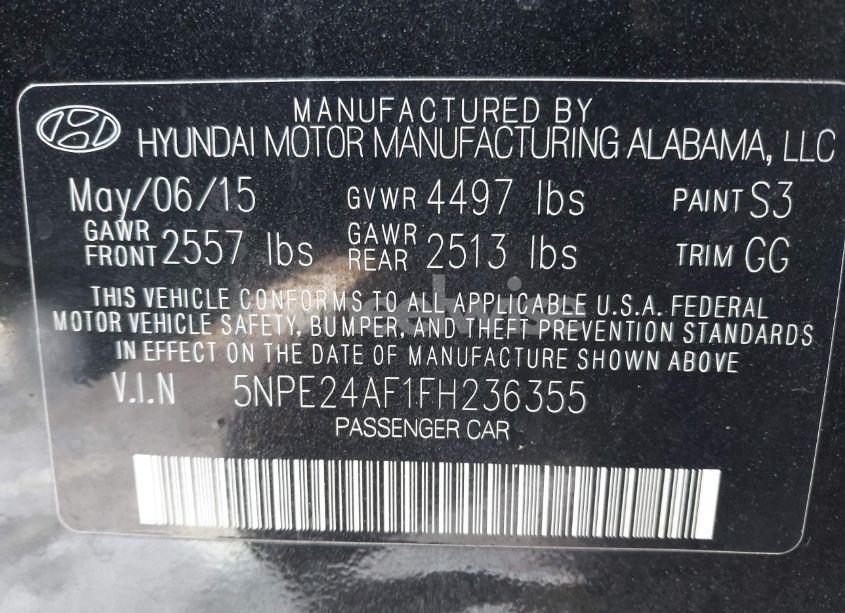 MANUFACTURED BY
HYUNDAI MOTOR MANUFACTURING ALABAMA, LLC
May/06/15 GVWR 4497 lbs PAINT S3
GAWR FRONT 2557 lbs GAWR REAR 2513 lbs TRIM GG
THIS VEHICLE CONFORMS TO ALL APPLICABLE U.S.A. FEDERAL
MOTOR VEHICLE SAFETY, BUMPER, AND THEFT PREVENTION STANDARDS
IN EFFECT ON THE DATE OF MANUFACTURE SHOWN ABOVE
V.I.N 5NPE24AF1FH236355
PASSENGER CAR